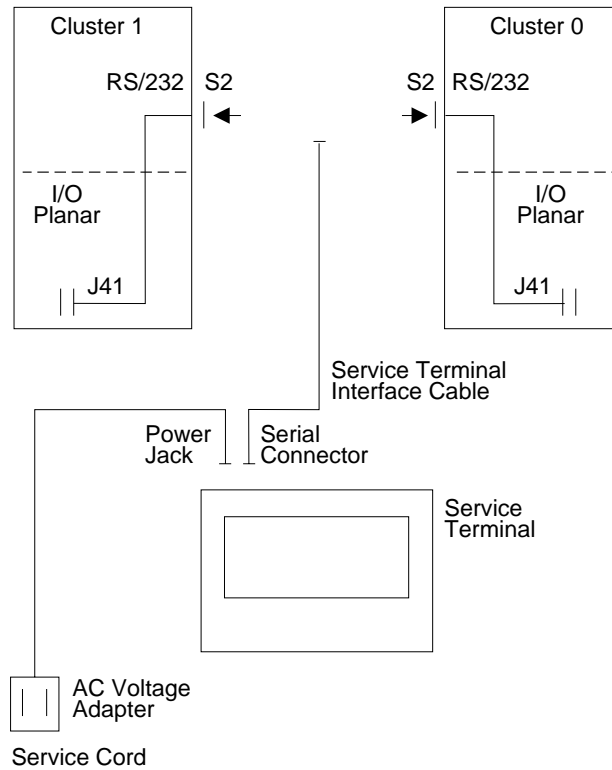 Cluster 1
Cluster 0
RS/232 S2
S2 RS/232
I/O
Planar
I/O
Planar
J41
J41
Service Terminal
Interface Cable
Power
Jack
Serial
Connector
Service
Terminal
AC Voltage
Adapter
Service Cord